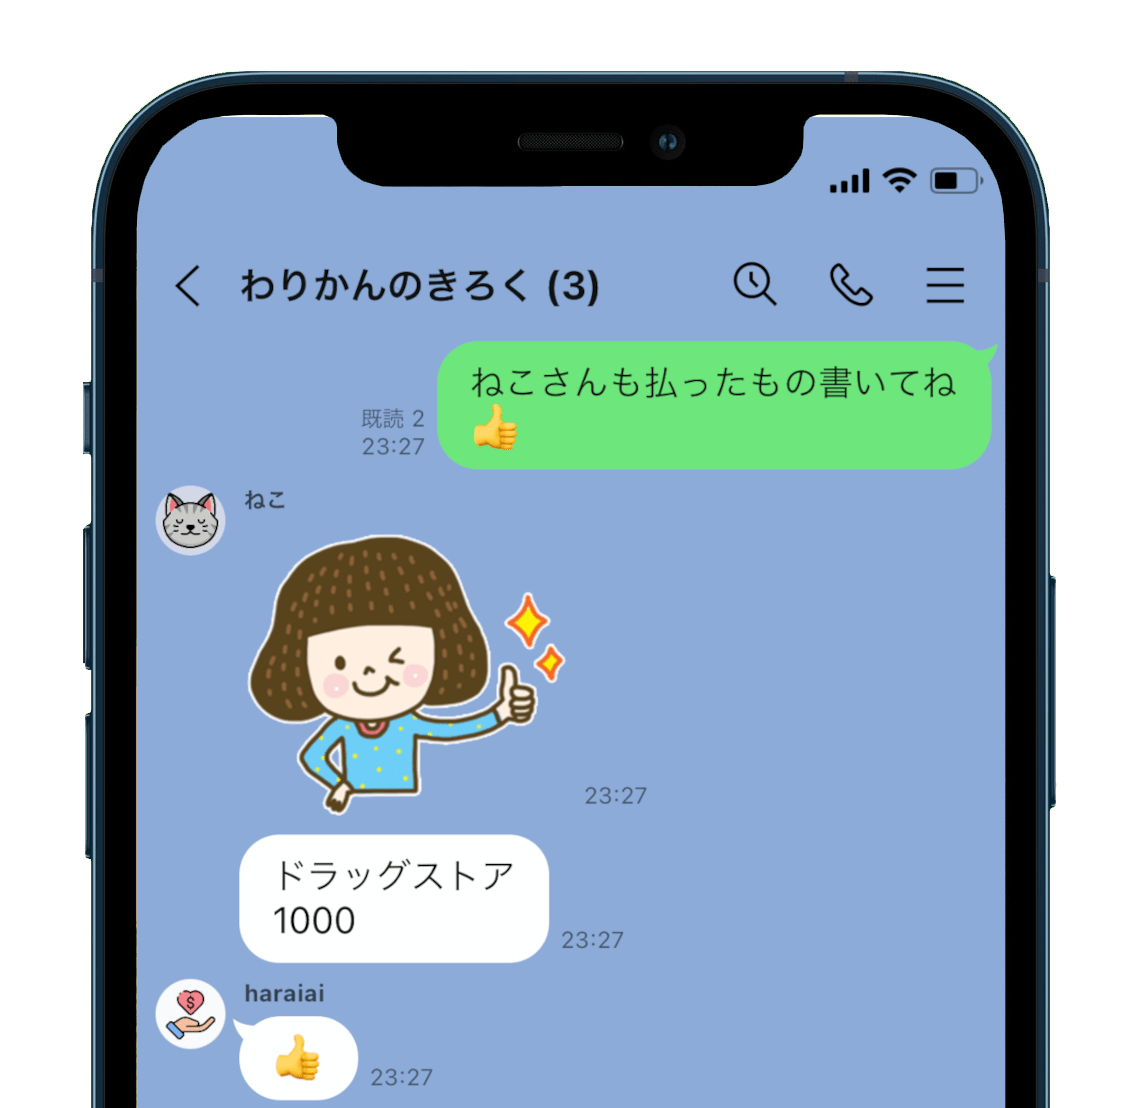 わりかんのきろく (3)
ねこさんも払ったもの書いてね
👍
既読 2
23:27
ねこ
23:27
ドラッグストア
1000
23:27
haraiai
👍
23:27